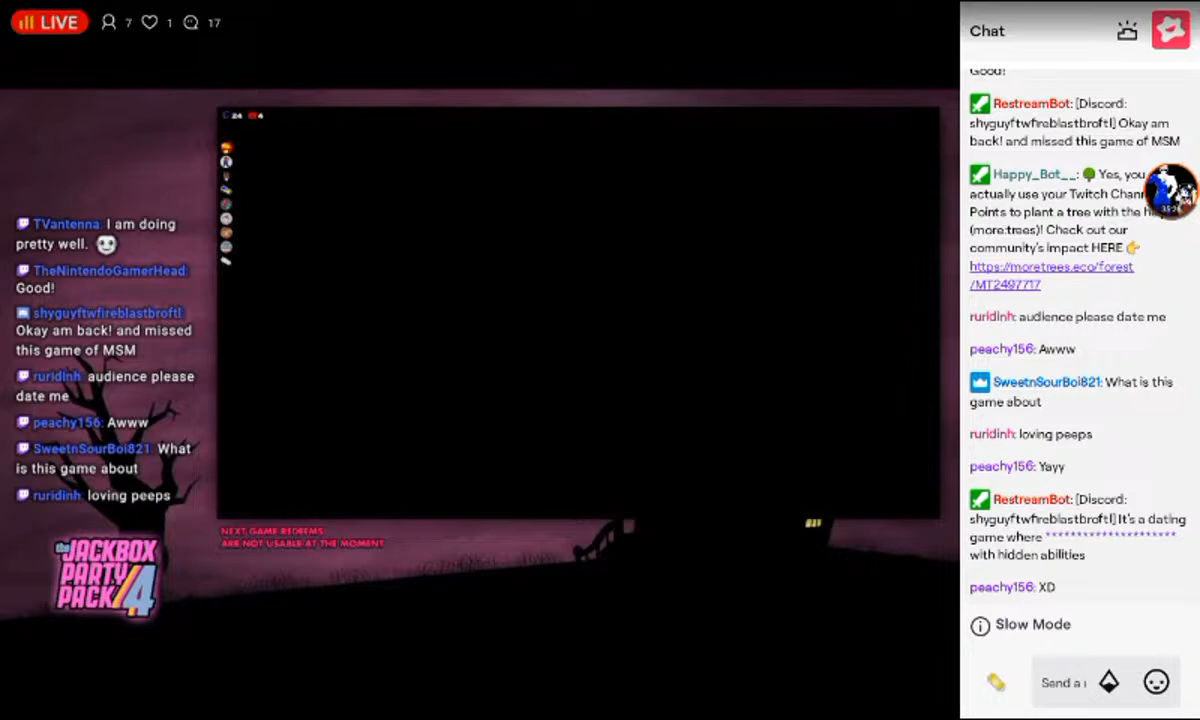 LIVE 7 1 17
24 4
TVantenna: I am doing
pretty well.
TheNintendoGamerHead:
Good!
shyguyftwfireblastbroftl:
Okay am back! and missed
this game of MSM
ruridinh: audience please
date me
peachy156: Awww
SweetnSourBoi821: What
is this game about
ruridinh: loving peeps
NEXT GAME REDEEMS
ARE NOT USABLE AT THE MOMENT
the JACKBOX
PARTY
PACK 4
Chat
Good!
RestreamBot: [Discord:
shyguyftwfireblastbroftl] Okay am
back! and missed this game of MSM
Happy_Bot__: Yes, you
actually use your Twitch Chann
Points to plant a tree with the
(more:trees)! Check out our
community's impact HERE
https://moretrees.eco/forest
/MT2497717
ruridinh: audience please date me
peachy156: Awww
SweetnSourBoi821: What is this
game about
ruridinh: loving peeps
peachy156: Yayy
RestreamBot: [Discord:
shyguyftwfireblastbroftl] It's a dating
game where *********************
with hidden abilities
peachy156: XD
Slow Mode
Send a